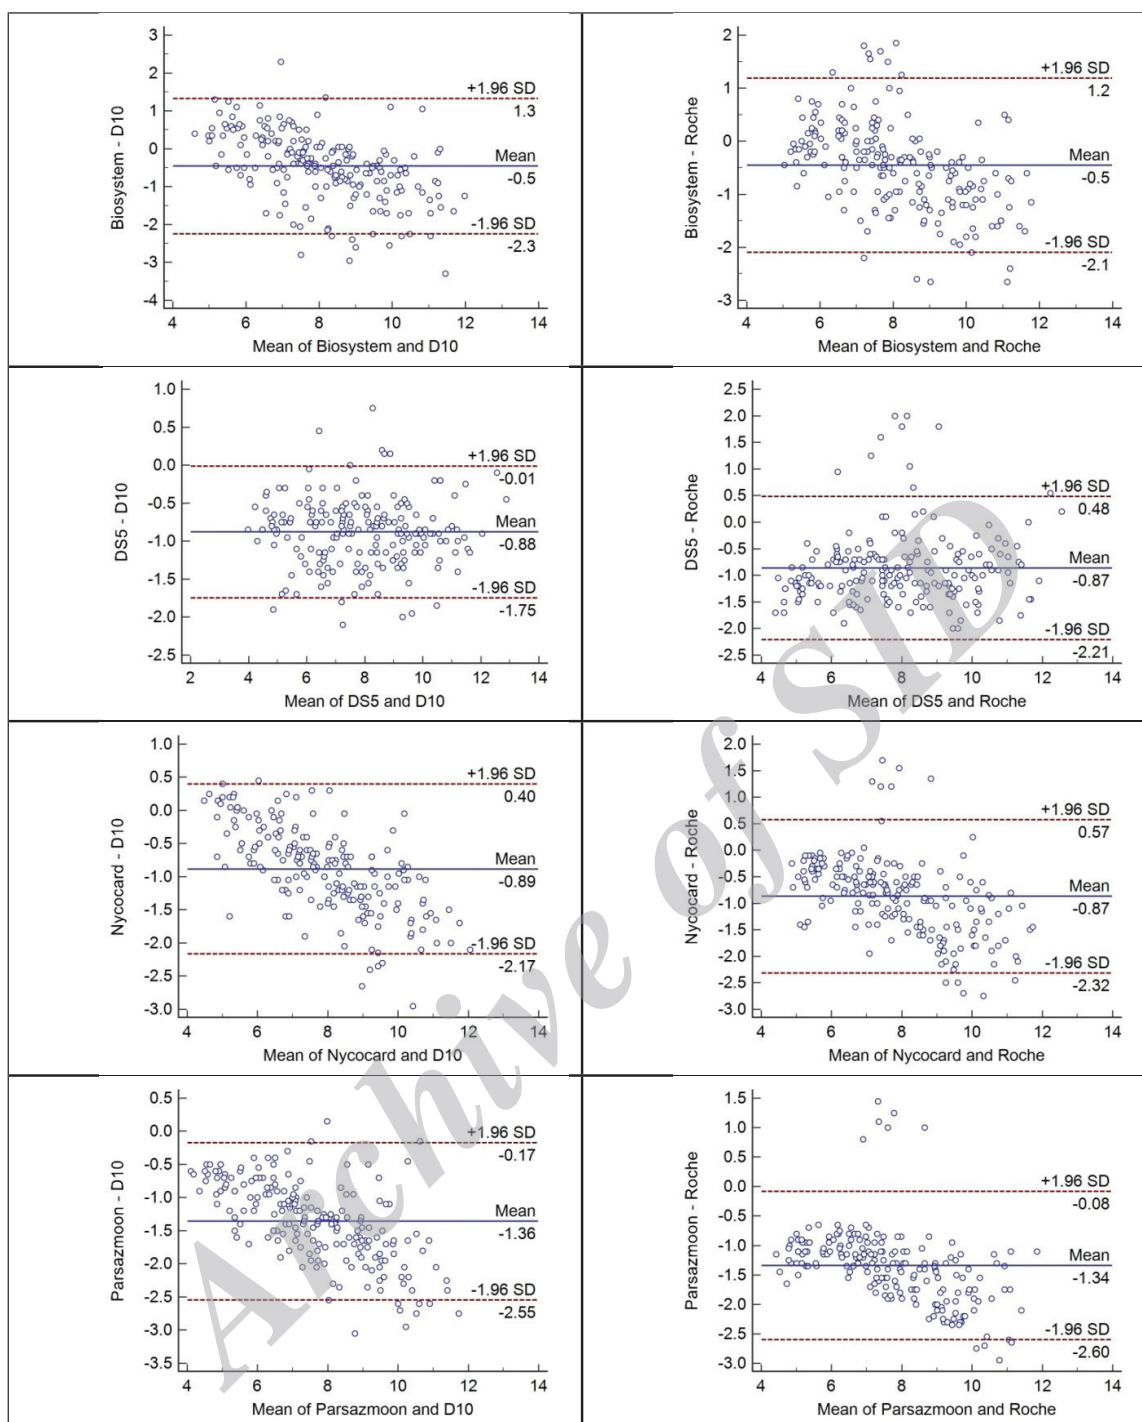 3
2
1
0
-1
-2
-3
-4
Biosystem - D10
+1.96 SD
1.3
Mean
-0.5
-1.96 SD
-2.3
4 6 8 10 12 14
Mean of Biosystem and D10
2
1
0
-1
-2
-3
Biosystem - Roche
+1.96 SD
1.2
Mean
-0.5
-1.96 SD
-2.1
4 6 8 10 12 14
Mean of Biosystem and Roche
1.0
0.5
0.0
-0.5
-1.0
-1.5
-2.0
-2.5
DS5 - D10
+1.96 SD
-0.01
Mean
-0.88
-1.96 SD
-1.75
2 4 6 8 10 12 14
Mean of DS5 and D10
2.5
2.0
1.5
1.0
0.5
0.0
-0.5
-1.0
-1.5
-2.0
-2.5
DS5 - Roche
+1.96 SD
0.48
Mean
-0.87
-1.96 SD
-2.21
4 6 8 10 12 14
Mean of DS5 and Roche
1.0
0.5
0.0
-0.5
-1.0
-1.5
-2.0
-2.5
-3.0
Nycocard - D10
+1.96 SD
0.40
Mean
-0.89
-1.96 SD
-2.17
4 6 8 10 12 14
Mean of Nycocard and D10
2.0
1.5
1.0
0.5
0.0
-0.5
-1.0
-1.5
-2.0
-2.5
-3.0
Nycocard - Roche
+1.96 SD
0.57
Mean
-0.87
-1.96 SD
-2.32
4 6 8 10 12 14
Mean of Nycocard and Roche
0.5
0.0
-0.5
-1.0
-1.5
-2.0
-2.5
-3.0
-3.5
Parsazmoon - D10
+1.96 SD
-0.17
Mean
-1.36
-1.96 SD
-2.55
4 6 8 10 12 14
Mean of Parsazmoon and D10
1.5
1.0
0.5
0.0
-0.5
-1.0
-1.5
-2.0
-2.5
-3.0
Parsazmoon - Roche
+1.96 SD
-0.08
Mean
-1.34
-1.96 SD
-2.60
4 6 8 10 12 14
Mean of Parsazmoon and Roche
Archive of SID